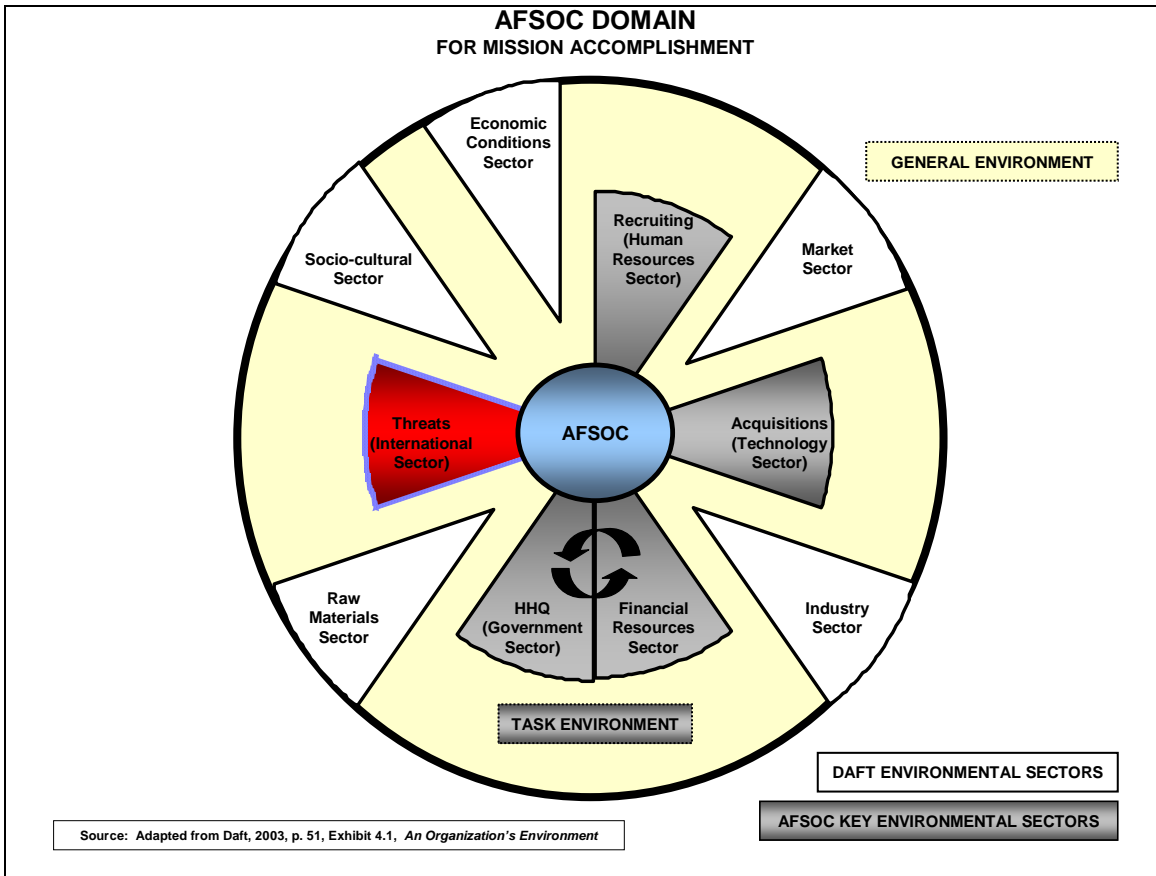 AFSOC DOMAIN
FOR MISSION ACCOMPLISHMENT
Economic
Conditions
Sector
GENERAL ENVIRONMENT
Recruiting
(Human
Resources
Sector)
Market
Sector
Socio-cultural
Sector
Threats
(International
Sector)
AFSOC
Acquisitions
(Technology
Sector)
Raw
Materials
Sector
HHQ
(Government
Sector)
Financial
Resources
Sector
Industry
Sector
TASK ENVIRONMENT
DAFT ENVIRONMENTAL SECTORS
AFSOC KEY ENVIRONMENTAL SECTORS
Source: Adapted from Daft, 2003, p. 51, Exhibit 4.1, An Organization's Environment